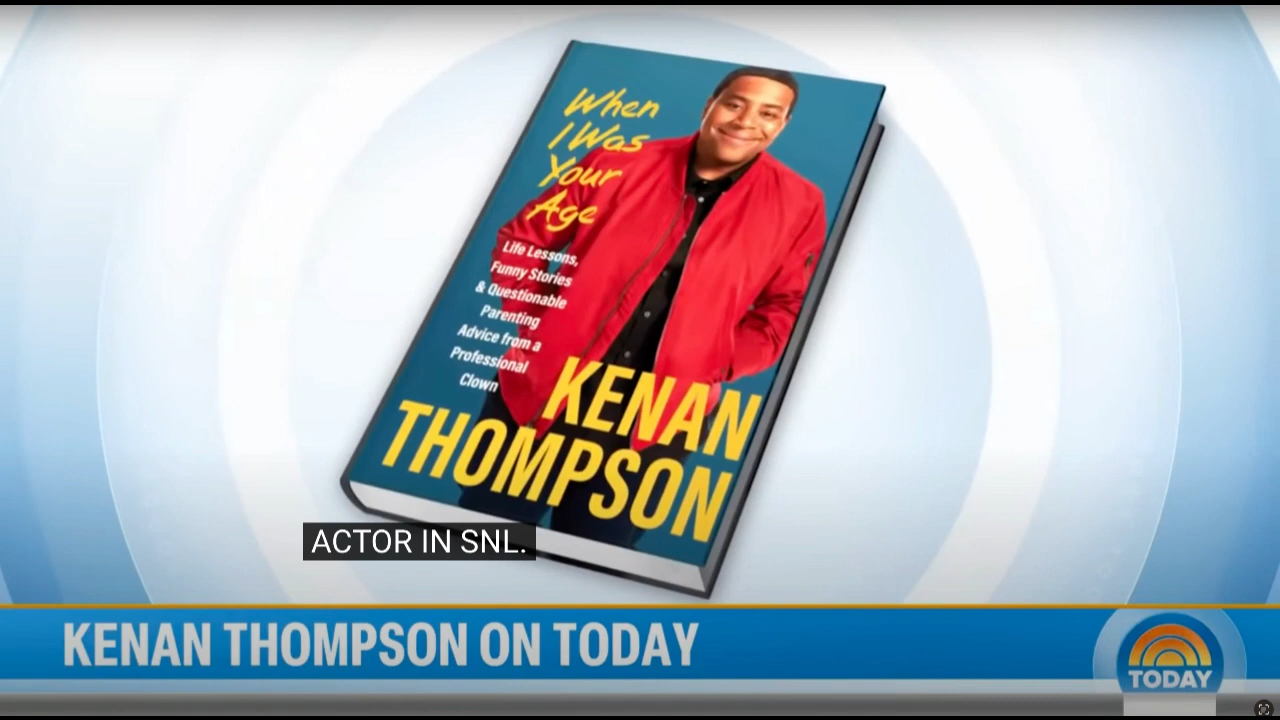 When
I Was
Your
Age
Life Lessons,
Funny Stories
& Questionable
Parenting
Advice from a
Professional
Clown
KENAN
THOMPSON
ACTOR IN SNL.
KENAN THOMPSON ON TODAY
TODAY